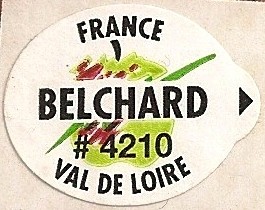 FRANCE
BELCHARD
# 4210
VAL DE LOIRE